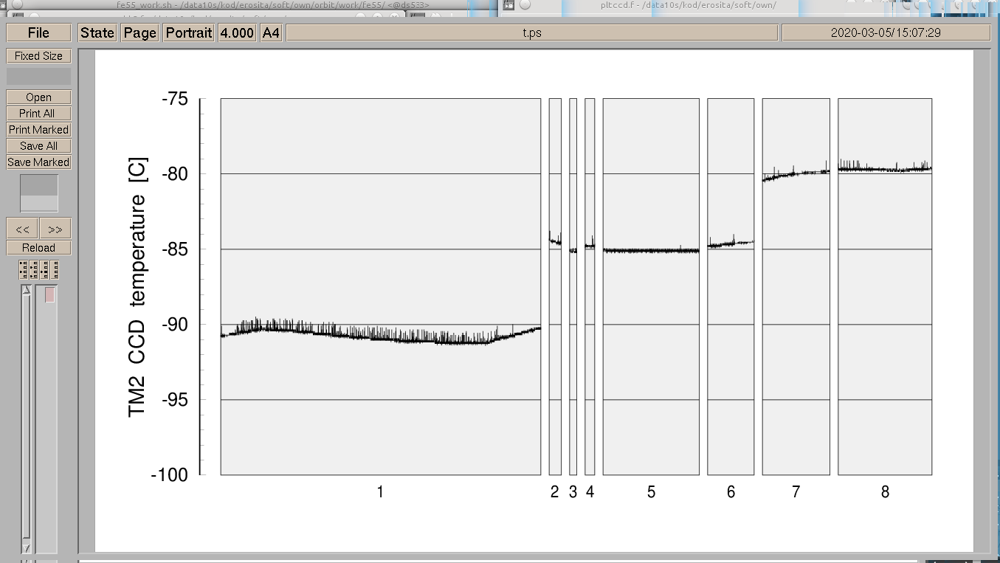 fe55_work.sh - /data10s/kod/erosita/soft/own/orbit/work/fe55/ <@ds533>
pltccd.f - /data10s/kod/erosita/soft/own/
File State Page Portrait 4.000 A4 t.ps 2020-03-05/15:07:29
Fixed Size
Open
Print All
Print Marked
Save All
Save Marked
<< >>
Reload
TM2 CCD temperature [C]
-75
-80
-85
-90
-95
-100
1 2 3 4 5 6 7 8